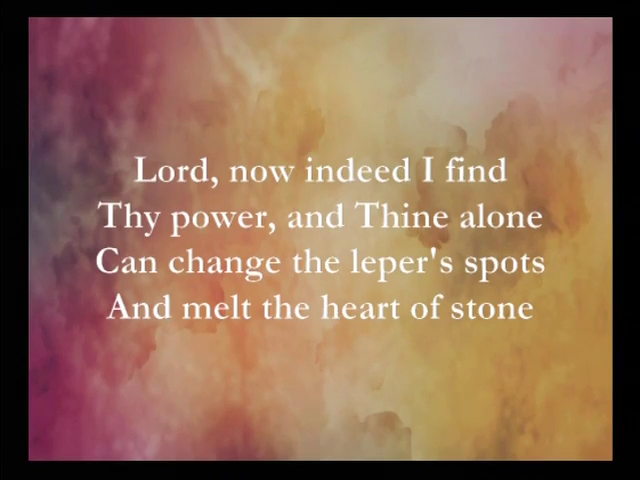 Lord, now indeed I find
Thy power, and Thine alone
Can change the leper's spots
And melt the heart of stone